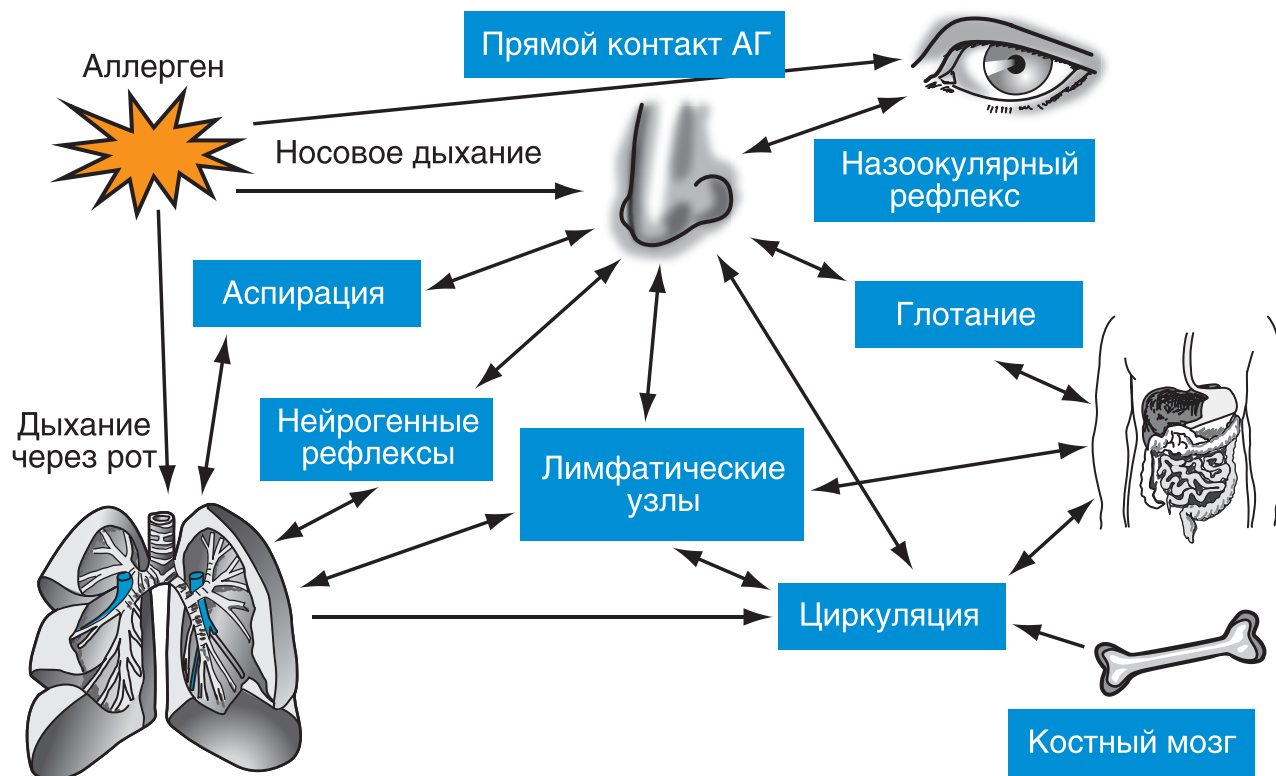 Прямой контакт АГ
Аллерген
Носовое дыхание
Назоокулярный
рефлекс
Аспирация
Глотание
Дыхание
через рот
Нейрогенные
рефлексы
Лимфатические
узлы
Циркуляция
Костный мозг